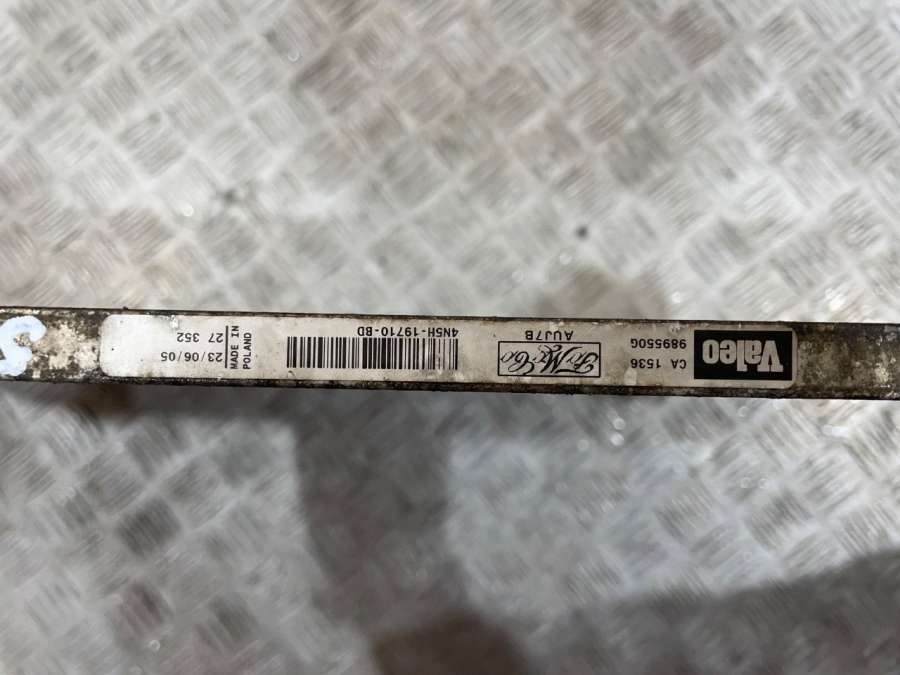 Valeo
989550G
CA 1536
FoMoCo
AUJ7B
4N5H-19710-BD
MADE IN
POLAND
23/06/05
27 352